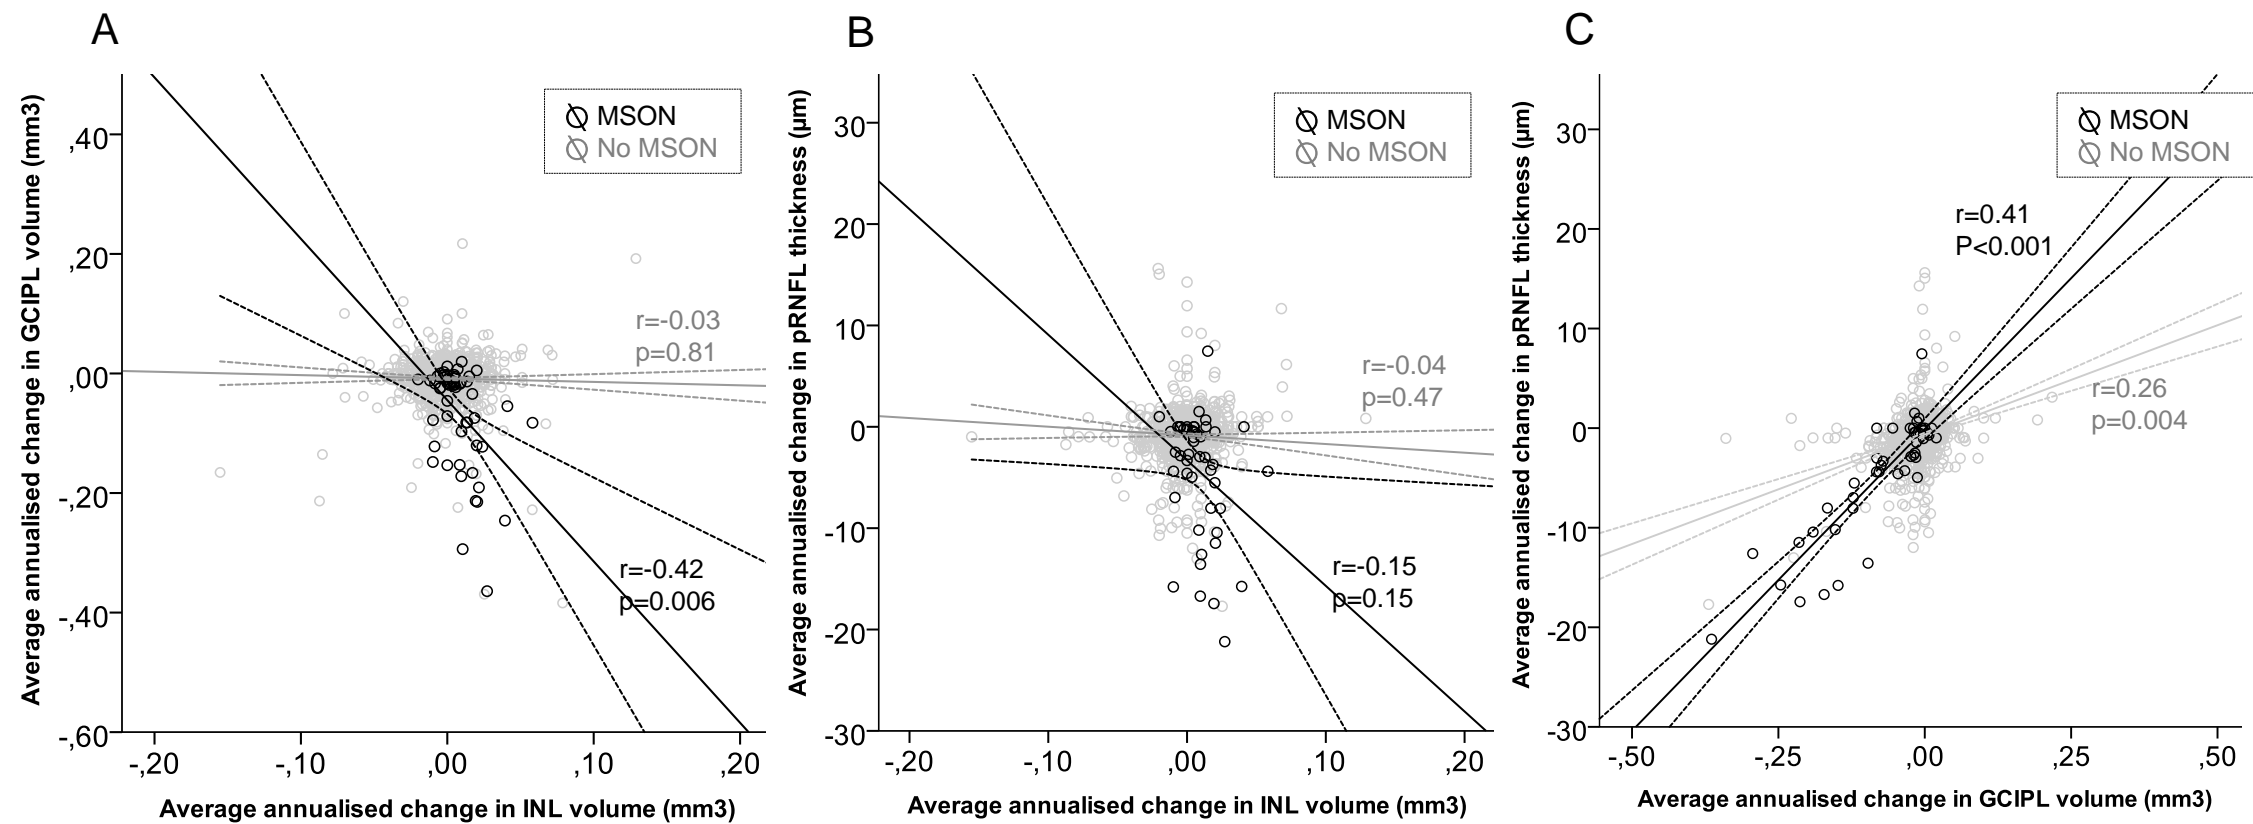 A
Average annualised change in GCIPL volume (mm3)
,40
,20
,00
-,20
-,40
-,60
-,20
-,10
,00
,10
,20
Average annualised change in INL volume (mm3)
MSON
No MSON
r=-0.03
p=0.81
r=-0.42
p=0.006
B
Average annualised change in pRNFL thickness (µm)
30
20
10
0
-10
-20
-30
-,20
-,10
,00
,10
,20
Average annualised change in INL volume (mm3)
MSON
No MSON
r=-0.04
p=0.47
r=-0.15
p=0.15
C
Average annualised change in pRNFL thickness (µm)
30
20
10
0
-10
-20
-30
-,50
-,25
,00
,25
,50
Average annualised change in GCIPL volume (mm3)
MSON
No MSON
r=0.41
P<0.001
r=0.26
p=0.004